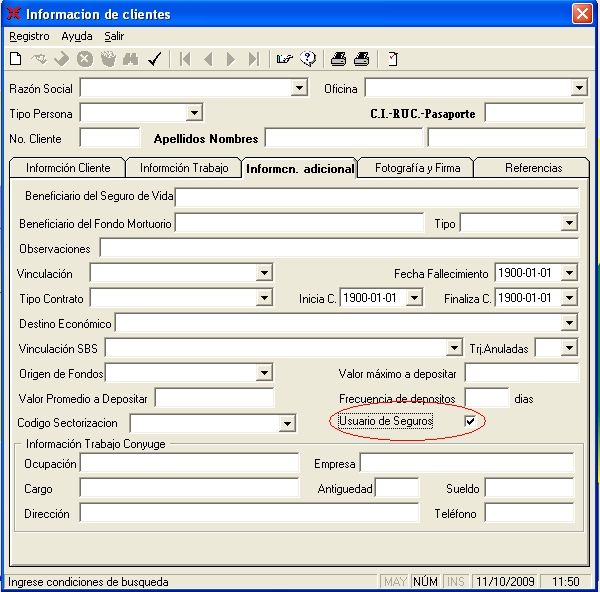 Informacion de clientes
Registro Ayuda Salir
Razón Social Oficina
Tipo Persona C.I.-RUC.-Pasaporte
No. Cliente Apellidos Nombres
Informción Cliente Informción Trabajo Informcn. adicional Fotografía y Firma Referencias
Beneficiario del Seguro de Vida
Beneficiario del Fondo Mortuorio Tipo
Observaciones
Vinculación Fecha Fallecimiento 1900-01-01
Tipo Contrato Inicia C. 1900-01-01 Finaliza C. 1900-01-01
Destino Económico
Vinculación SBS Trj.Anuladas
Origen de Fondos Valor máximo a depositar
Valor Promedio a Depositar Frecuencia de depositos dias
Codigo Sectorizacion Usuario de Seguros
Información Trabajo Conyuge
Ocupación Empresa
Cargo Antiguedad Sueldo
Dirección Teléfono
Ingrese condiciones de busqueda MAY NÚM INS 11/10/2009 11:50